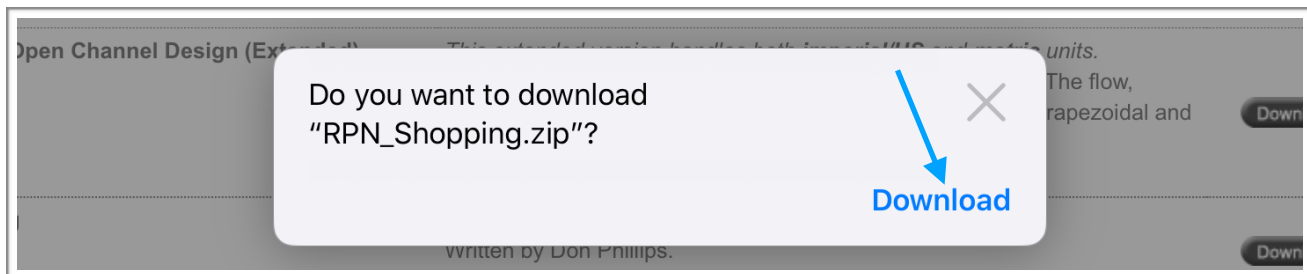 Open Channel Design (Extended)
This extended version handles both imperial/US and metric units.
Do you want to download
“RPN_Shopping.zip”?
The flow,
rapezoidal and
Down
Download
Written by Don Phillips.
Down